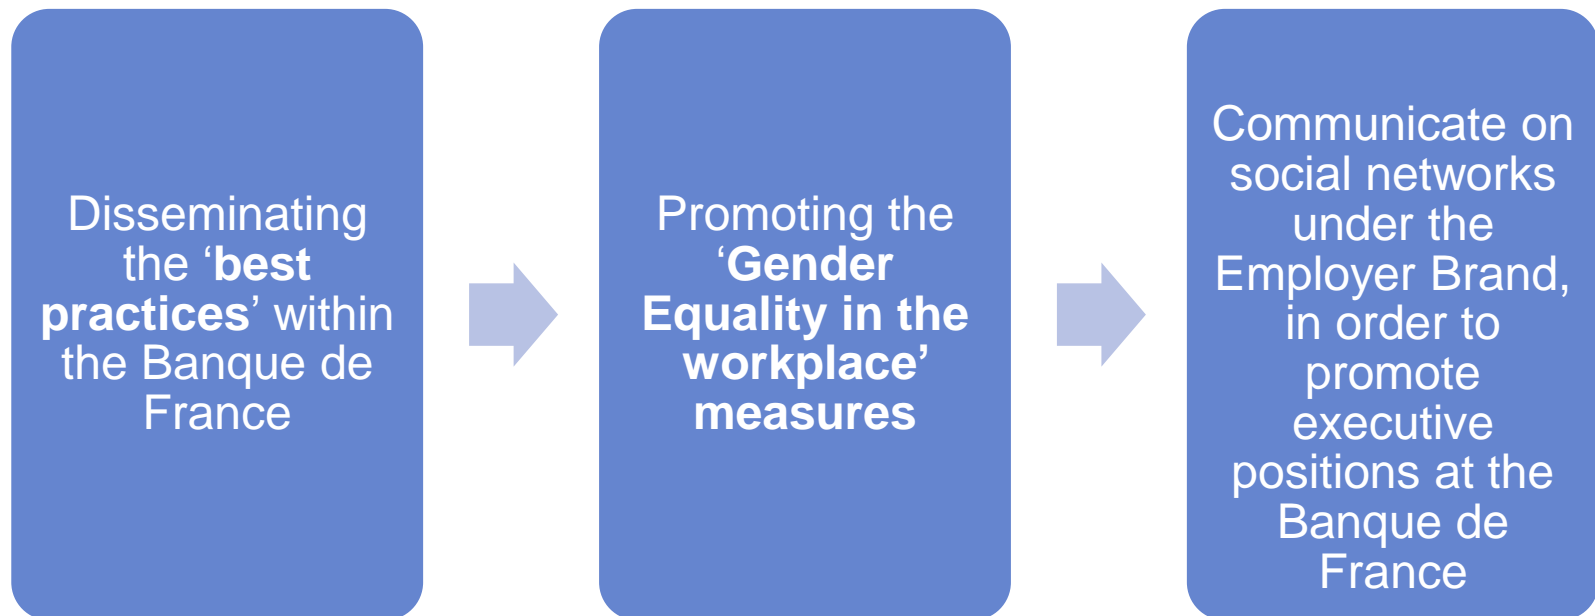 Disseminating
the ‘best
practices’ within
the Banque de
France
Promoting the
‘Gender
Equality in the
workplace’
measures
Communicate on
social networks
under the
Employer Brand,
in order to
promote
executive
positions at the
Banque de
France